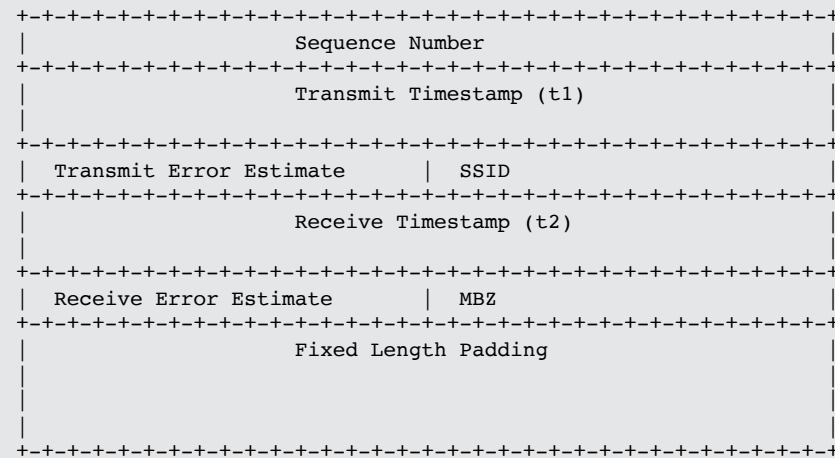 +-+-+-+-+-+-+-+-+-+-+-+-+-+-+-+-+-+-+-+-+-+-+-+-+-+-+-+-+-+-+-+-+
| Sequence Number |
+-+-+-+-+-+-+-+-+-+-+-+-+-+-+-+-+-+-+-+-+-+-+-+-+-+-+-+-+-+-+-+-+
| Transmit Timestamp (t1) |
| |
+-+-+-+-+-+-+-+-+-+-+-+-+-+-+-+-+-+-+-+-+-+-+-+-+-+-+-+-+-+-+-+-+
| Transmit Error Estimate | SSID |
+-+-+-+-+-+-+-+-+-+-+-+-+-+-+-+-+-+-+-+-+-+-+-+-+-+-+-+-+-+-+-+-+
| Receive Timestamp (t2) |
| |
+-+-+-+-+-+-+-+-+-+-+-+-+-+-+-+-+-+-+-+-+-+-+-+-+-+-+-+-+-+-+-+-+
| Receive Error Estimate | MBZ |
+-+-+-+-+-+-+-+-+-+-+-+-+-+-+-+-+-+-+-+-+-+-+-+-+-+-+-+-+-+-+-+-+
| Fixed Length Padding |
| |
| |
| |
+-+-+-+-+-+-+-+-+-+-+-+-+-+-+-+-+-+-+-+-+-+-+-+-+-+-+-+-+-+-+-+-+